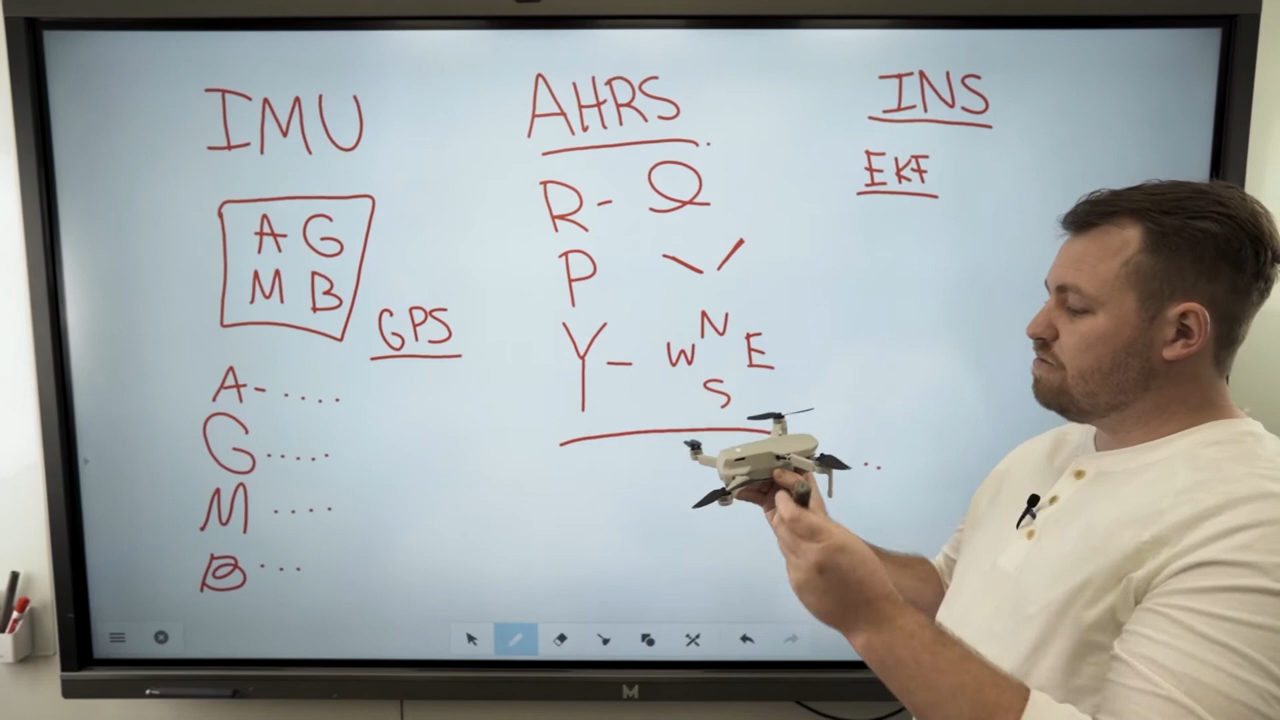 IMU
A G
M B
GPS
A- ....
G.....
M ....
B ...
AHRS
R-
P
Y-
N
W E
S
INS
EKF
M